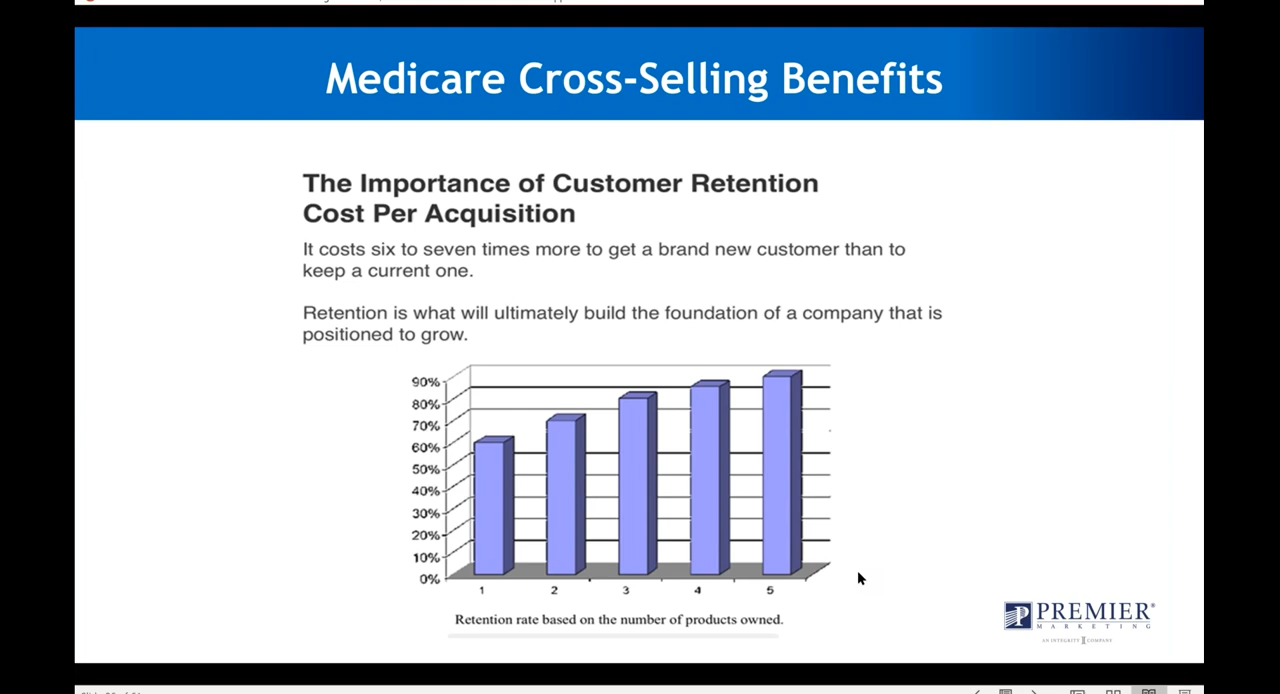 Medicare Cross-Selling Benefits
The Importance of Customer Retention
Cost Per Acquisition
It costs six to seven times more to get a brand new customer than to
keep a current one.
Retention is what will ultimately build the foundation of a company that is
positioned to grow.
90%
80%
70%
60%
50%
40%
30%
20%
10%
0%
1 2 3 4 5
Retention rate based on the number of products owned.
PREMIER®
MARKETING
AN INTEGRITY COMPANY